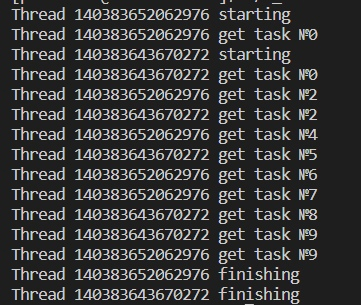 Thread 140383652062976 starting
Thread 140383652062976 get task №0
Thread 140383643670272 starting
Thread 140383643670272 get task №0
Thread 140383652062976 get task №2
Thread 140383643670272 get task №2
Thread 140383652062976 get task №4
Thread 140383643670272 get task №5
Thread 140383652062976 get task №6
Thread 140383652062976 get task №7
Thread 140383643670272 get task №8
Thread 140383643670272 get task №9
Thread 140383652062976 get task №9
Thread 140383652062976 finishing
Thread 140383643670272 finishing